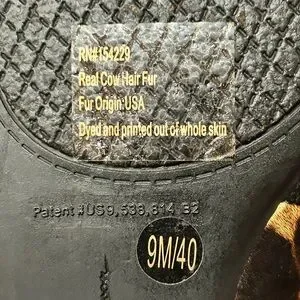 RN#154229
Real Cow Hair Fur
Fur Origin:USA
Dyed and printed out of whole skin
Patent #US9,538,814 B2
9M/40